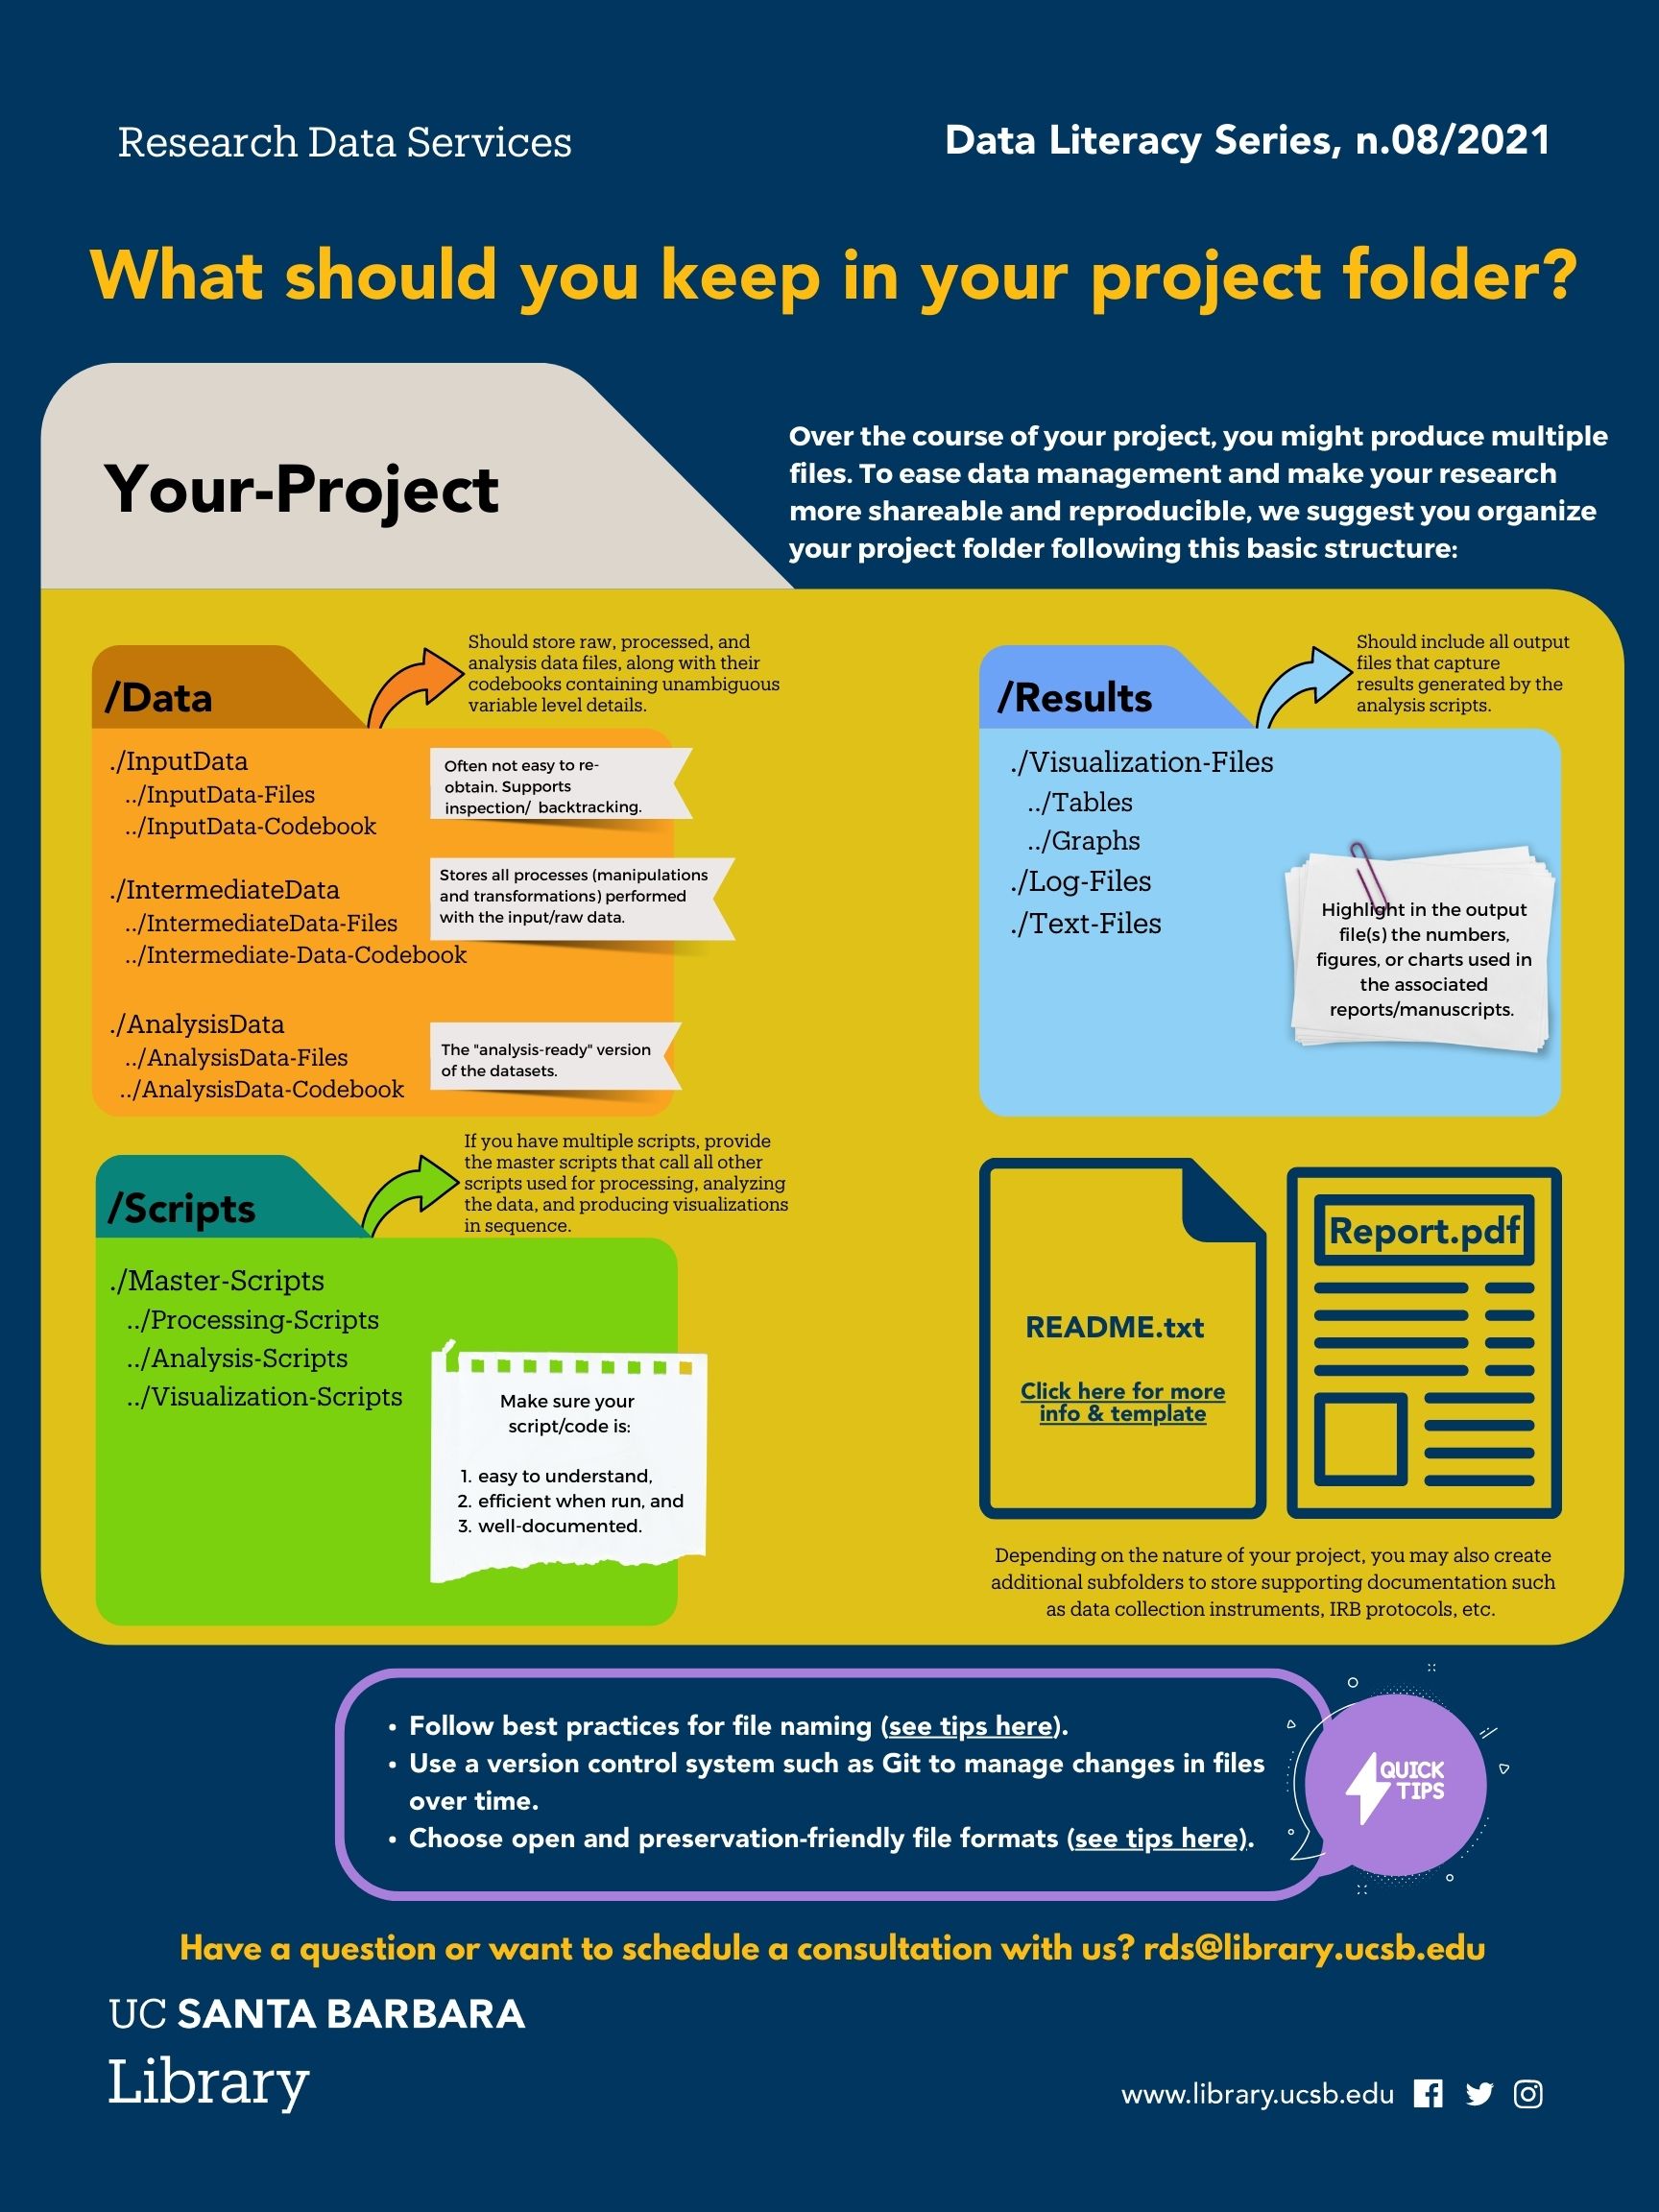 Research Data Services
Data Literacy Series, n.08/2021
What should you keep in your project folder?
Your-Project
Over the course of your project, you might produce multiple
files. To ease data management and make your research
more shareable and reproducible, we suggest you organize
your project folder following this basic structure:
/Data
Should store raw, processed, and
analysis data files, along with their
codebooks containing unambiguous
variable level details.
./InputData
../InputData-Files
../InputData-Codebook
Often not easy to re-
obtain. Supports
inspection/ backtracking.
./IntermediateData
../IntermediateData-Files
../Intermediate-Data-Codebook
Stores all processes (manipulations
and transformations) performed
with the input/raw data.
./AnalysisData
../AnalysisData-Files
../AnalysisData-Codebook
The "analysis-ready" version
of the datasets.
/Results
Should include all output
files that capture
results generated by the
analysis scripts.
./Visualization-Files
../Tables
../Graphs
./Log-Files
./Text-Files
Highlight in the output
file(s) the numbers,
figures, or charts used in
the associated
reports/manuscripts.
/Scripts
If you have multiple scripts, provide
the master scripts that call all other
scripts used for processing, analyzing
the data, and producing visualizations
in sequence.
./Master-Scripts
../Processing-Scripts
../Analysis-Scripts
../Visualization-Scripts
Make sure your
script/code is:
1. easy to understand,
2. efficient when run, and
3. well-documented.
README.txt
Click here for more
info & template
Report.pdf
Depending on the nature of your project, you may also create
additional subfolders to store supporting documentation such
as data collection instruments, IRB protocols, etc.
• Follow best practices for file naming (see tips here).
• Use a version control system such as Git to manage changes in files
over time.
• Choose open and preservation-friendly file formats (see tips here).
QUICK
TIPS
Have a question or want to schedule a consultation with us? rds@library.ucsb.edu
UC SANTA BARBARA
Library
www.library.ucsb.edu